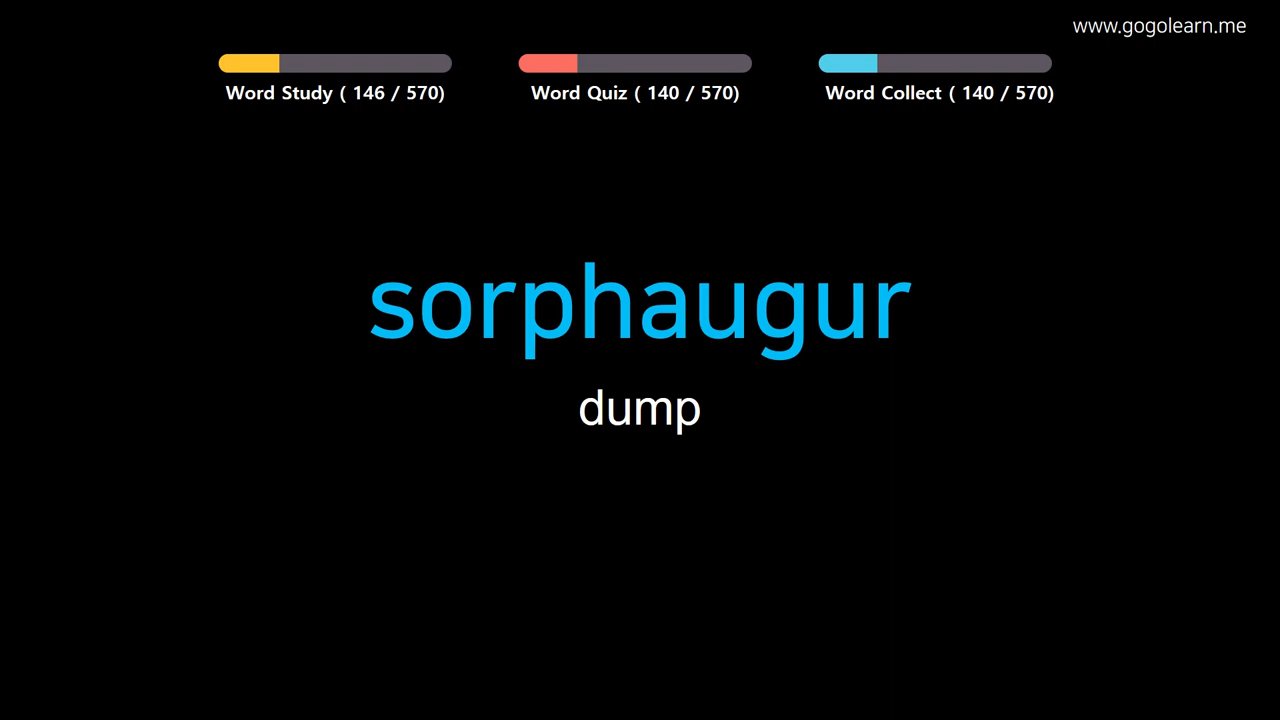 www.gogolearn.me
Word Study ( 146 / 570)
Word Quiz ( 140 / 570)
Word Collect ( 140 / 570)
sorphaugur
dump